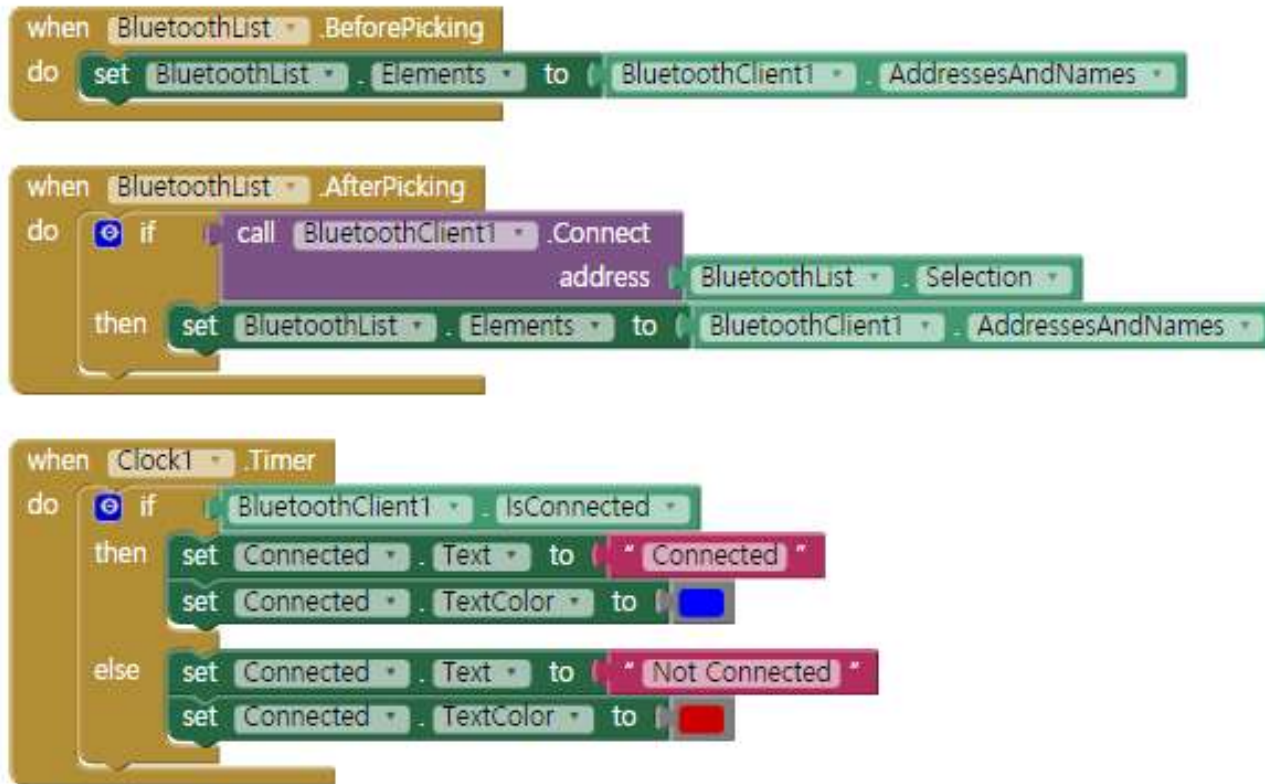 when BluetoothList .BeforePicking
do set BluetoothList . Elements to BluetoothClient1 . AddressesAndNames
when BluetoothList .AfterPicking
do if call BluetoothClient1 .Connect
address BluetoothList . Selection
then set BluetoothList . Elements to BluetoothClient1 . AddressesAndNames
when Clock1 .Timer
do if BluetoothClient1 . IsConnected
then set Connected . Text to " Connected "
set Connected . TextColor to
else set Connected . Text to " Not Connected "
set Connected . TextColor to